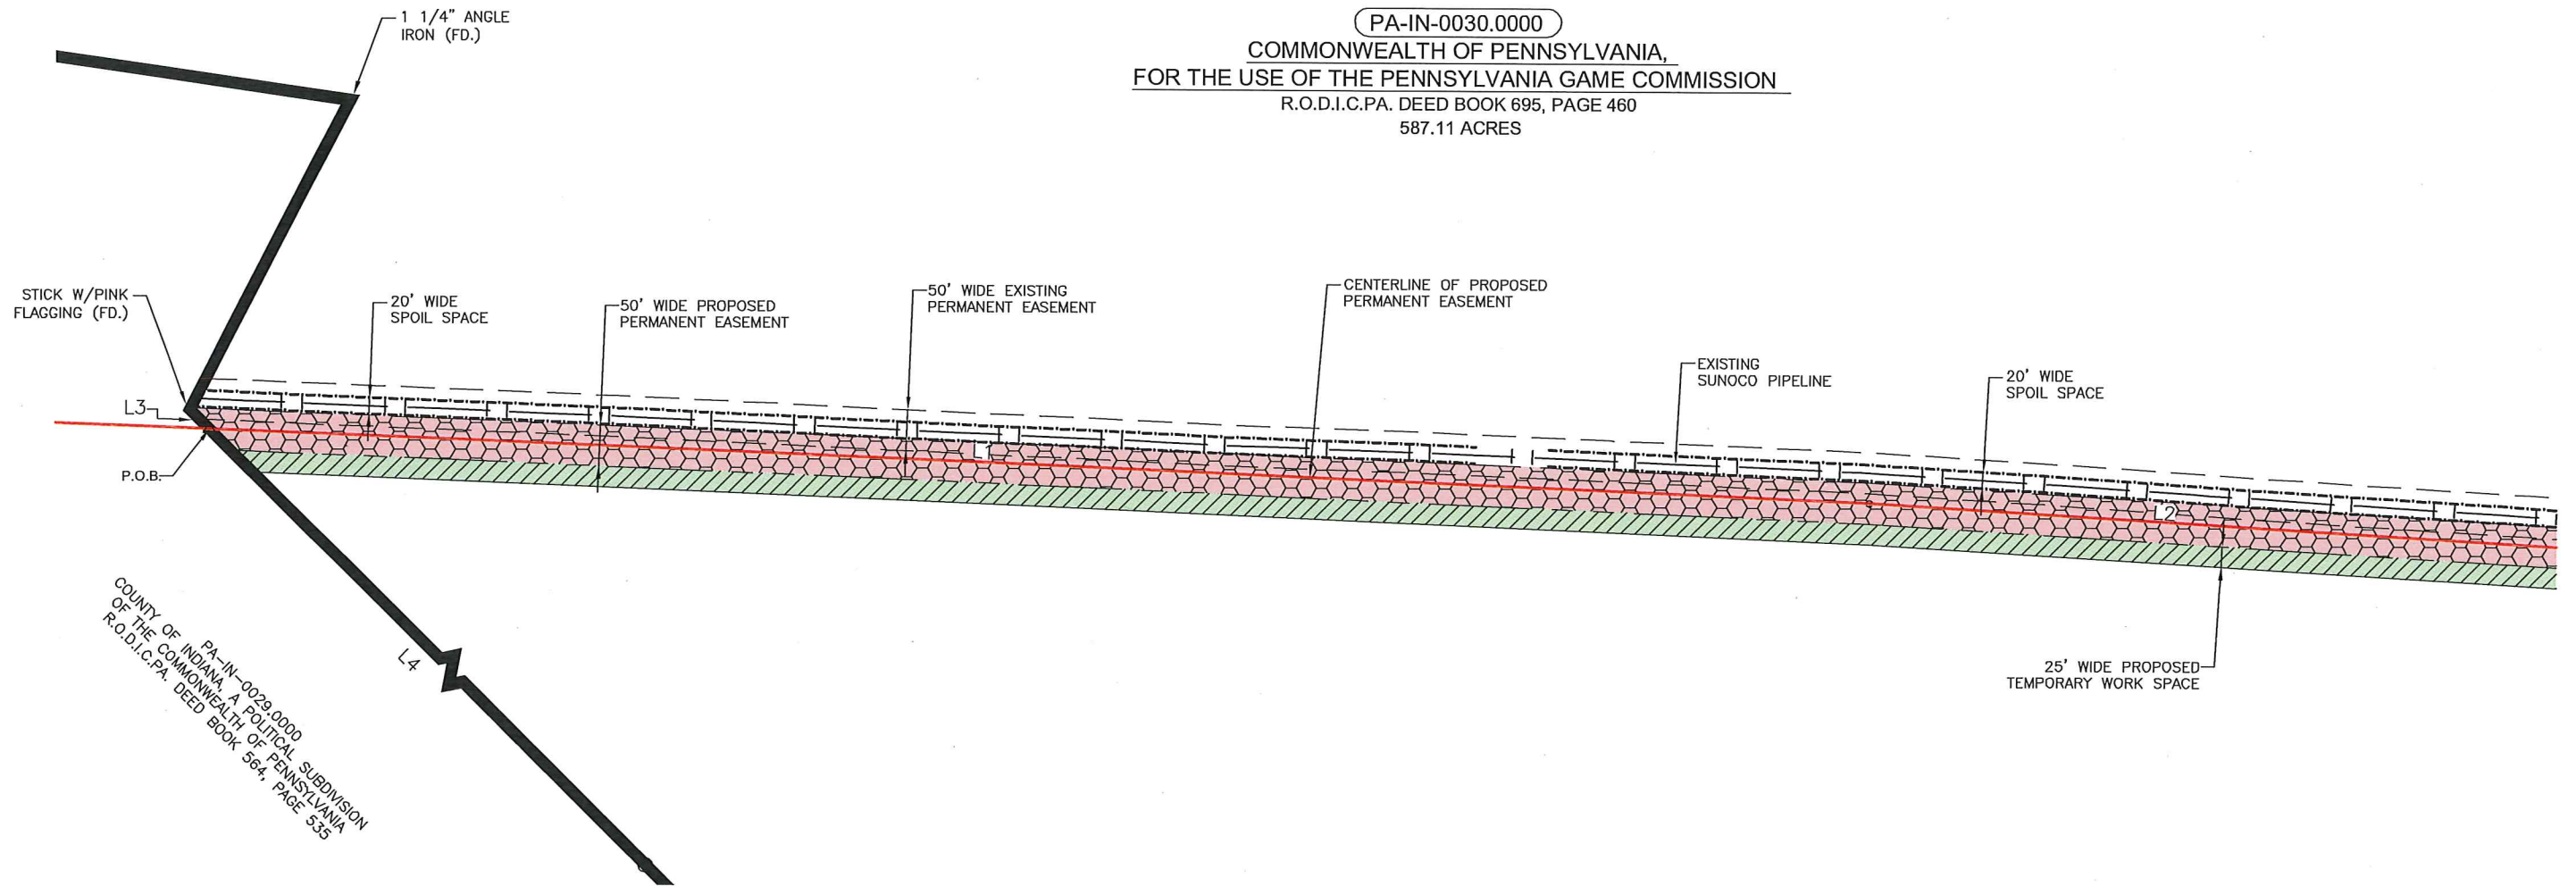 1 1/4" ANGLE
IRON (FD.)
PA-IN-0030.0000
COMMONWEALTH OF PENNSYLVANIA,
FOR THE USE OF THE PENNSYLVANIA GAME COMMISSION
R.O.D.I.C.PA. DEED BOOK 695, PAGE 460
587.11 ACRES
STICK W/PINK
FLAGGING (FD.)
20' WIDE
SPOIL SPACE
50' WIDE PROPOSED
PERMANENT EASEMENT
50' WIDE EXISTING
PERMANENT EASEMENT
CENTERLINE OF PROPOSED
PERMANENT EASEMENT
EXISTING
SUNOCO PIPELINE
20' WIDE
SPOIL SPACE
L3
P.O.B.
L2
L4
25' WIDE PROPOSED
TEMPORARY WORK SPACE
PA-IN-0029.0000
COUNTY OF INDIANA, A POLITICAL SUBDIVISION
OF THE COMMONWEALTH OF PENNSYLVANIA
R.O.D.I.C.PA. DEED BOOK 564, PAGE 535